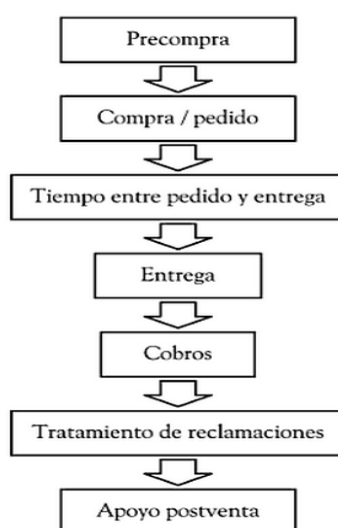 Precompra
Compra / pedido
Tiempo entre pedido y entrega
Entrega
Cobros
Tratamiento de reclamaciones
Apoyo postventa